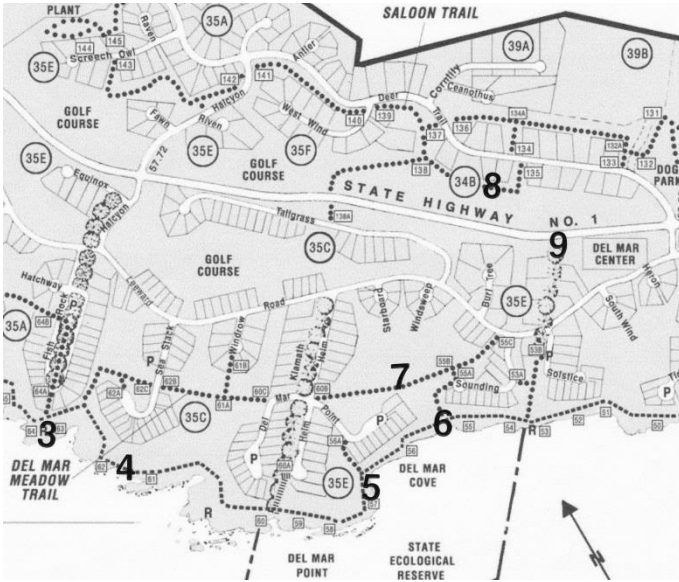 PLANT
SALOON TRAIL
144
145
143
Raven
35A
35E
Screech Owl
142
141
Antler
39A
39B
Cornilly
Ceanothus
Deer
Trail
Halcyon
GOLF
COURSE
Fawn
Riven
West Wind
140
139
137
136
134A
134
131
132A
133
132
35E
35E
35F
57.72
GOLF
COURSE
138
34B
8
135
DOG
PARK
Equinox
STATE HIGHWAY NO. 1
138A
Tallgrass
35C
9
DEL MAR
CENTER
Halcyon
GOLF
COURSE
Hatchway
Leeward
Road
Burl Tree
35E
Heron
35A
64B
Fish Rock
Sea Stack
Windrow
Klamath
Helm
Starboard
Windsweep
South Wind
P
P
61B
55C
53B
P
64A
62A
62C
62B
61A
60C
60B
7
55B
55A
53A
Sounding
Solstice
35C
Del Mar
Point
P
P
3
64
63
6
56A
56
55
54
R
53
52
51
50
DEL MAR
MEADOW
TRAIL
62
4
61
P
60A
Helm
35E
5
57
DEL MAR
COVE
R
60
59
58
DEL MAR
POINT
STATE
ECOLOGICAL
RESERVE
N